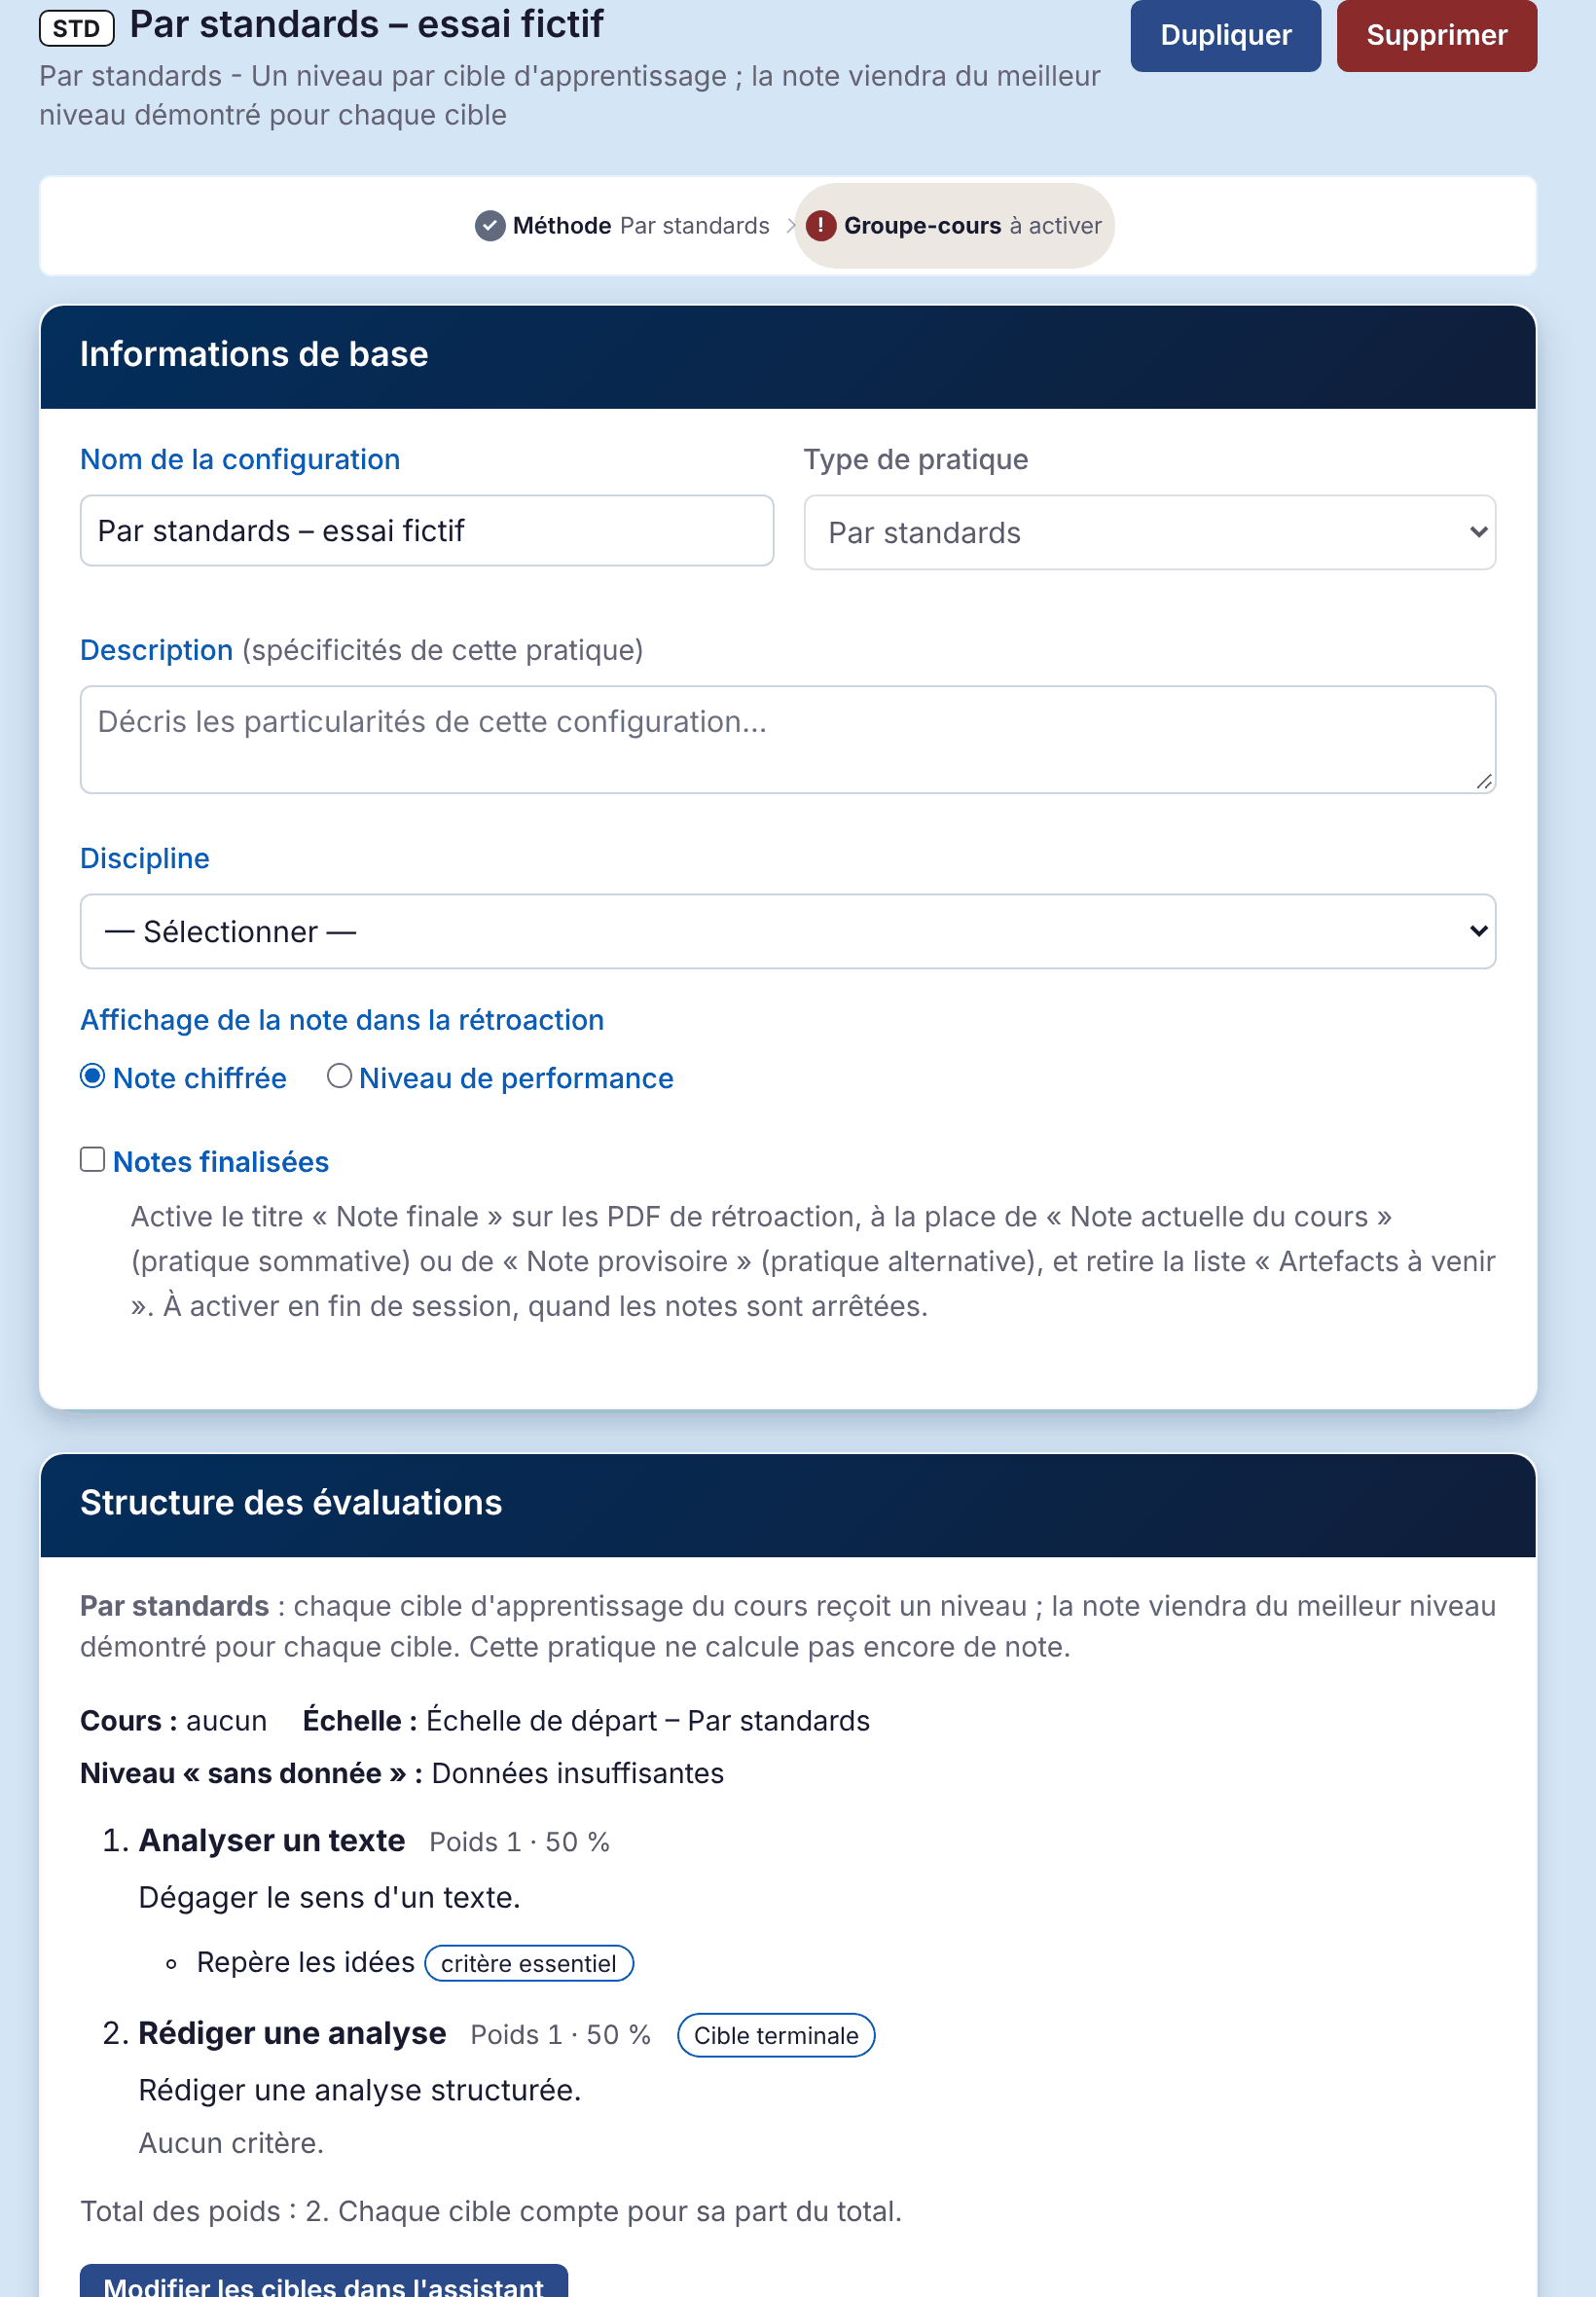 STD Par standards – essai fictif
Dupliquer
Supprimer
Par standards - Un niveau par cible d'apprentissage ; la note viendra du meilleur
niveau démontré pour chaque cible
Méthode Par standards
! Groupe-cours à activer
Informations de base
Nom de la configuration
Type de pratique
Par standards – essai fictif
Par standards
Description (spécificités de cette pratique)
Décris les particularités de cette configuration...
Discipline
— Sélectionner —
Affichage de la note dans la rétroaction
Note chiffrée
Niveau de performance
Notes finalisées
Active le titre « Note finale » sur les PDF de rétroaction, à la place de « Note actuelle du cours »
(pratique sommative) ou de « Note provisoire » (pratique alternative), et retire la liste « Artefacts à venir
». À activer en fin de session, quand les notes sont arrêtées.
Structure des évaluations
Par standards : chaque cible d'apprentissage du cours reçoit un niveau ; la note viendra du meilleur niveau
démontré pour chaque cible. Cette pratique ne calcule pas encore de note.
Cours : aucun Échelle : Échelle de départ – Par standards
Niveau « sans donnée » : Données insuffisantes
1. Analyser un texte Poids 1 · 50 %
Dégager le sens d'un texte.
Repère les idées critère essentiel
2. Rédiger une analyse Poids 1 · 50 % Cible terminale
Rédiger une analyse structurée.
Aucun critère.
Total des poids : 2. Chaque cible compte pour sa part du total.
Modifier les cibles dans l'assistant